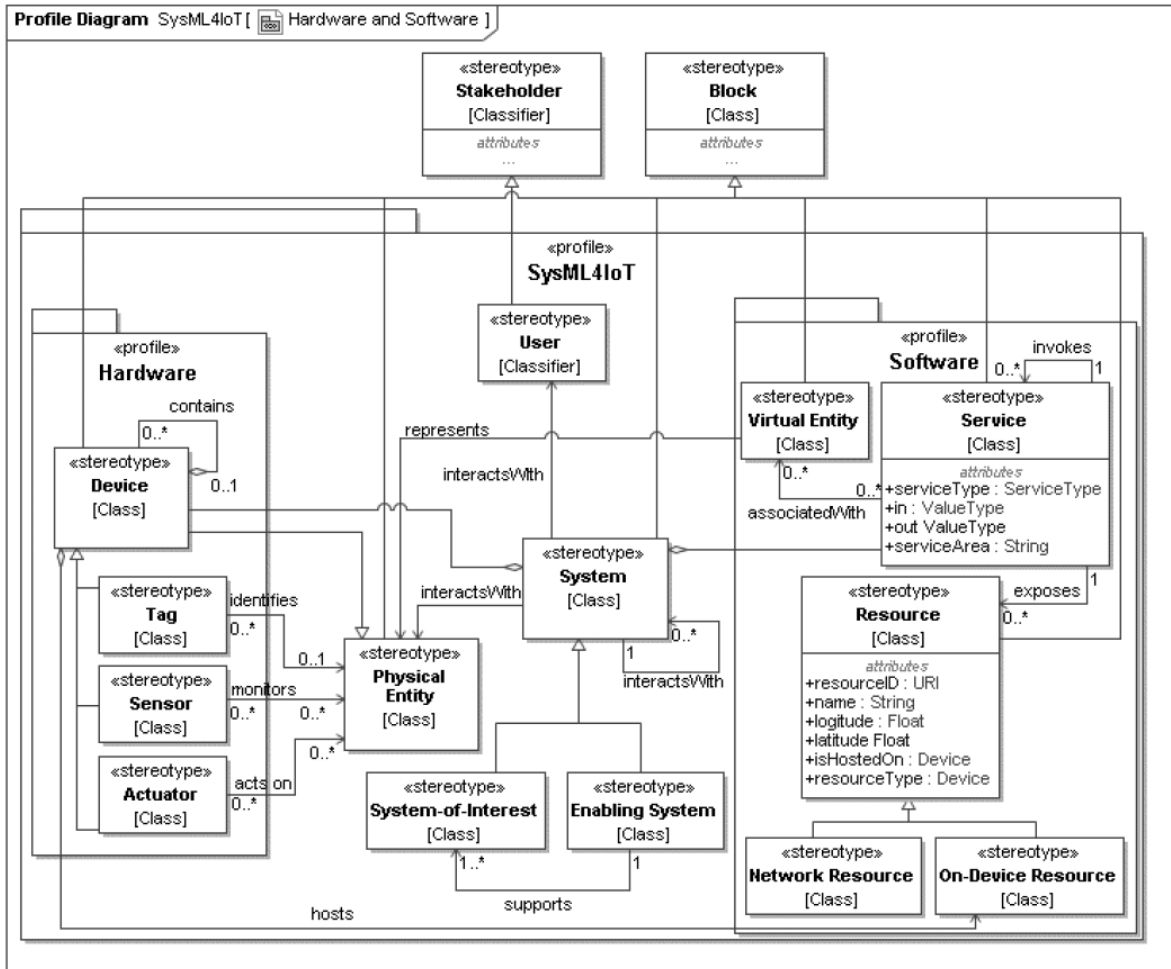 Profile Diagram SysML4IoT [ Hardware and Software ]
«stereotype»
Stakeholder
[Classifier]
attributes
...
«stereotype»
Block
[Class]
attributes
...
«profile»
SysML4IoT
«stereotype»
User
[Classifier]
«profile»
Hardware
contains
0..*
0..1
«stereotype»
Device
[Class]
«stereotype»
Tag
[Class]
identifies
0..*
0..1
«stereotype»
Sensor
[Class]
monitors
0..*
0..*
«stereotype»
Actuator
[Class]
acts on
0..*
0..*
«stereotype»
Physical
Entity
[Class]
represents
interactsWith
interactsWith
«stereotype»
System
[Class]
0..*
1
interactsWith
«stereotype»
System-of-Interest
[Class]
1..*
«stereotype»
Enabling System
[Class]
1
supports
hosts
«profile»
Software
invokes
0..*
1
«stereotype»
Virtual Entity
[Class]
0..*
0..*
associatedWith
«stereotype»
Service
[Class]
attributes
+serviceType : ServiceType
+in : ValueType
+out ValueType
+serviceArea : String
1
exposes
0..*
«stereotype»
Resource
[Class]
attributes
+resourceID : URI
+name : String
+logitude : Float
+latitude Float
+isHostedOn : Device
+resourceType : Device
«stereotype»
Network Resource
[Class]
«stereotype»
On-Device Resource
[Class]